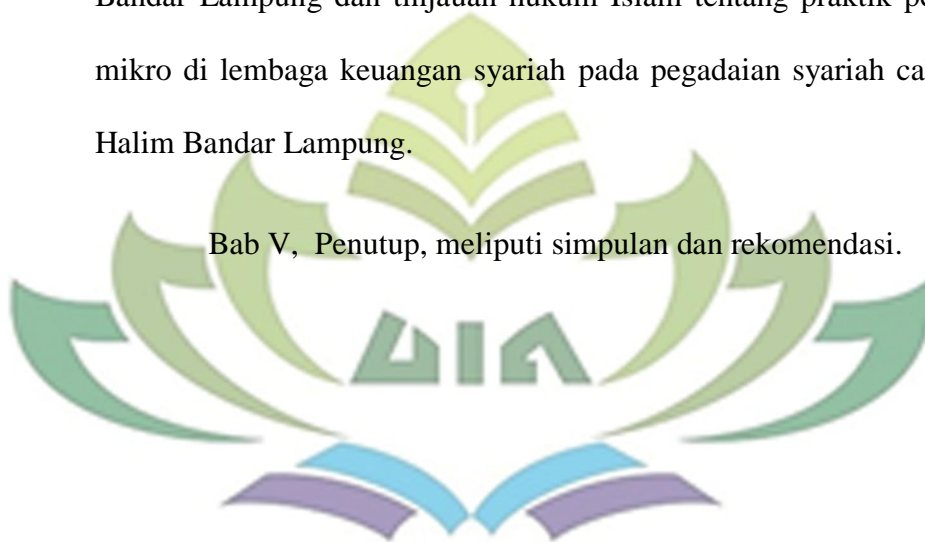 Bandar Lampung dan tinjauan hukum Islam tentang praktik
mikro di lembaga keuangan syariah pada pegadaian syariah
Halim Bandar Lampung.
Bab V, Penutup, meliputi simpulan dan rekomendasi.
UIN